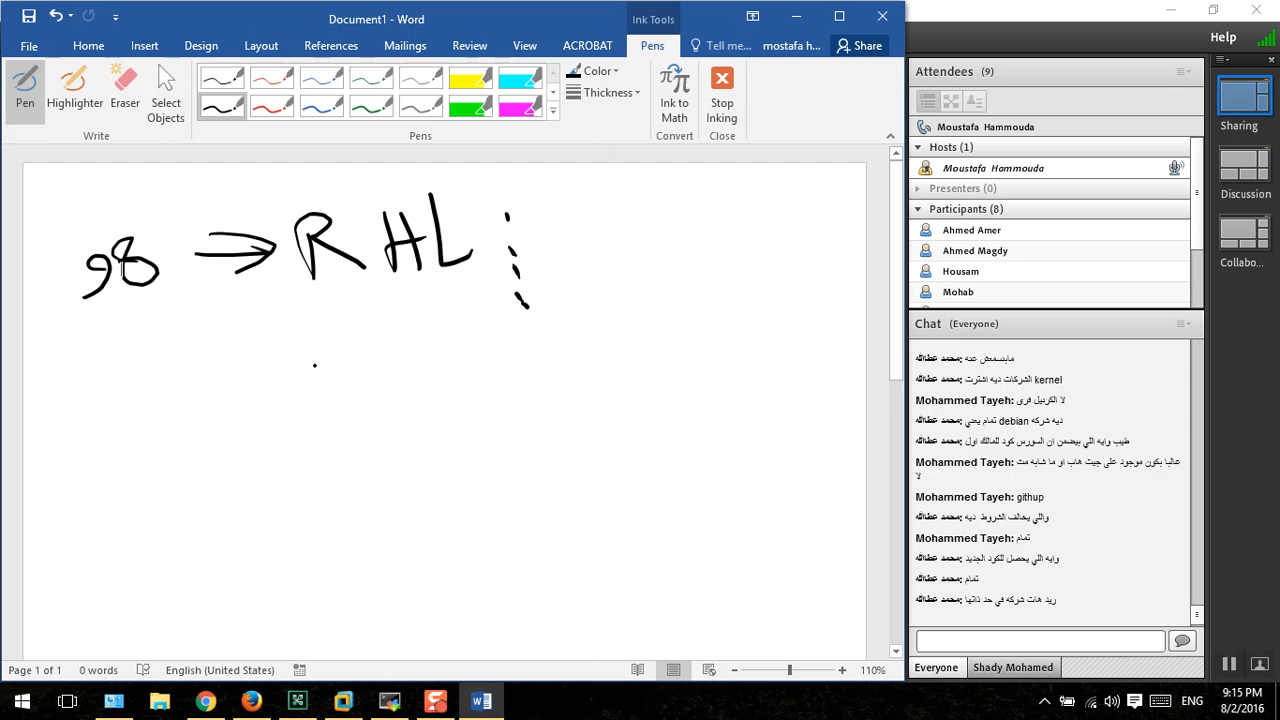 Document1 - Word
Ink Tools
File
Home
Insert
Design
Layout
References
Mailings
Review
View
ACROBAT
Pens
Tell me...
mostafa h...
Share
Pen
Highlighter
Eraser
Select Objects
Color
Thickness
Ink to Math
Stop Inking
Write
Pens
Convert
Close
98 ⇒ RHL
Page 1 of 1
0 words
English (United States)
110%
Help
Attendees (9)
Moustafa Hammouda
Hosts (1)
Moustafa Hammouda
Presenters (0)
Participants (8)
Ahmed Amer
Ahmed Magdy
Housam
Mohab
Chat (Everyone)
محمد عطاالله: مابنسمعش عنه
محمد عطاالله: الشركات ديه اشترت kernel
Mohammed Tayeh: لا الكرنيل فرى
محمد عطاالله: تمام يعني debian ديه شركه
محمد عطاالله: طيب وايه اللي بيضمن ان السورس كود للمالك اول
Mohammed Tayeh: غالبا بكون موجود على جيت هاب او ما شابه مث
لا
Mohammed Tayeh: githup
محمد عطاالله: واللي يحالف الشروط ديه
Mohammed Tayeh: تمام
محمد عطاالله: وايه اللي يحصل للكود الجديد
محمد عطاالله: تمام
محمد عطاالله: ريد هات شركه في حد ذاتها
Everyone
Shady Mohamed
Sharing
Discussion
Collabo...
ENG
9:15 PM
8/2/2016